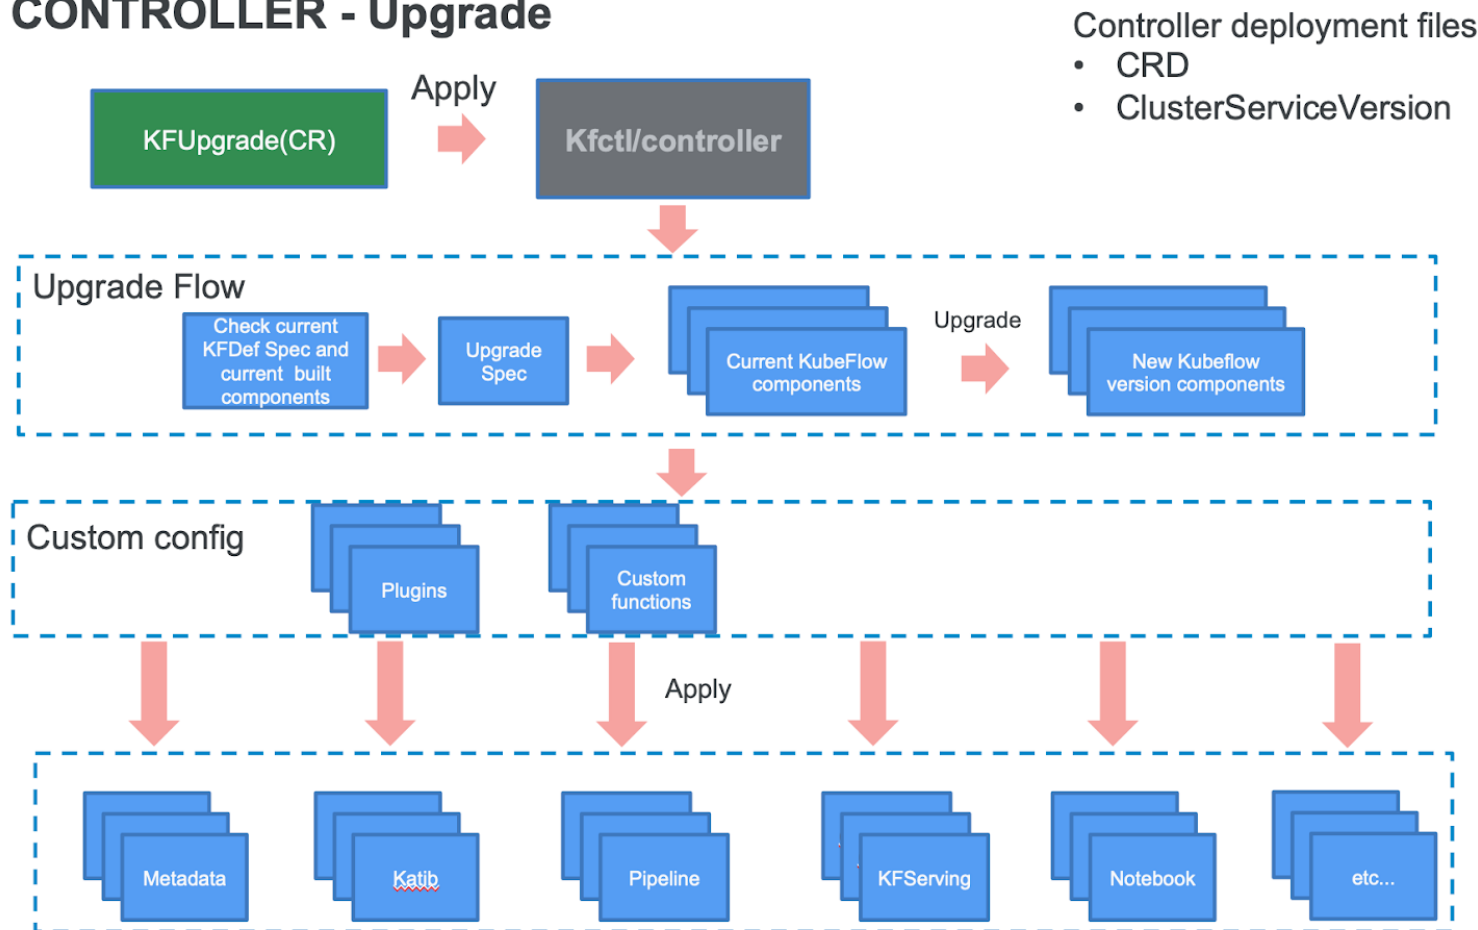 CONTROLLER - Upgrade
Controller deployment files
• CRD
• ClusterServiceVersion
KFUpgrade(CR)
Apply
Kfctl/controller
Upgrade Flow
Check current
KFDef Spec and
current built
components
Upgrade
Spec
Current KubeFlow
components
Upgrade
New Kubeflow
version components
Custom config
Plugins
Custom
functions
Apply
Metadata
Katib
Pipeline
KFServing
Notebook
etc...